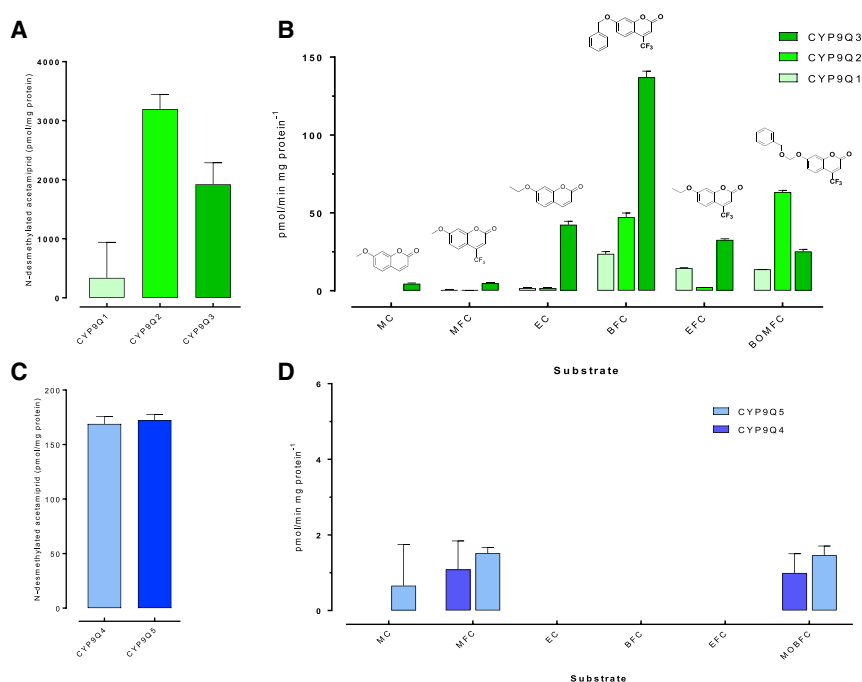 A
N-desmethylated acetamiprid (pmol/mg protein)
4000
3000
2000
1000
0
CYP9Q1
CYP9Q2
CYP9Q3
B
pmol/min mg protein⁻¹
150
100
50
0
O
O
O
CF₃
CYP9Q3
CYP9Q2
CYP9Q1
O
O
O
O
O
O
CF₃
O
O
O
O
O
O
CF₃
O
O
O
O
CF₃
MC
MFC
EC
BFC
EFC
BOMFC
Substrate
C
N-desmethylated acetamiprid (pmol/mg protein)
200
150
100
50
0
CYP9Q4
CYP9Q5
D
pmol/min mg protein⁻¹
6
4
2
0
CYP9Q5
CYP9Q4
MC
MFC
EC
BFC
EFC
MOBFC
Substrate